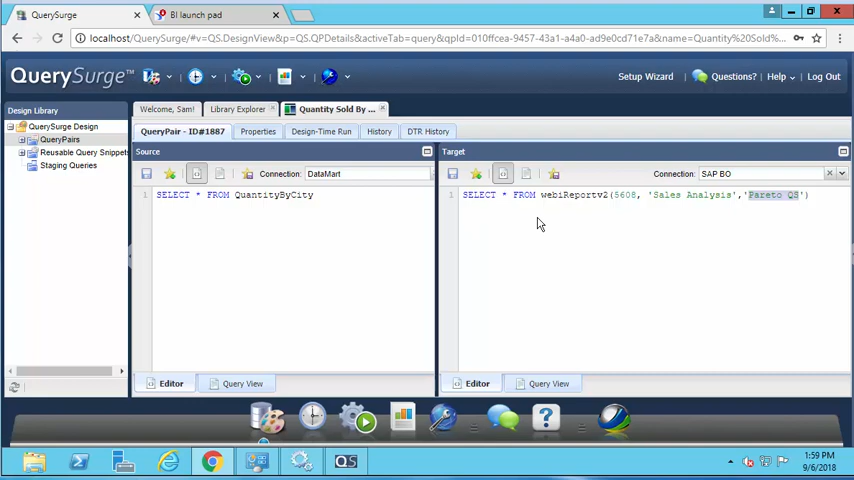 QuerySurge
BI launch pad
localhost/QuerySurge/#v=QS.DesignView&p=QS.QPDetails&activeTab=query&qpId=010ffcea-9457-43a1-a4a0-ad9e0cd71e7a&name=Quantity%20Sold%20B...
QuerySurge™
Setup Wizard
Questions?
Help
Log Out
Design Library
Welcome, Sam!
Library Explorer
Quantity Sold By ...
QuerySurge Design
QueryPairs
Reusable Query Snippets
Staging Queries
QueryPair - ID#1887
Properties
Design-Time Run
History
DTR History
Source
Target
Connection:
DataMart
Connection:
SAP BO
1 SELECT * FROM QuantityByCity
1 SELECT * FROM webiReportv2(5608, 'Sales Analysis','Pareto QS')
Editor
Query View
Editor
Query View
QS
1:59 PM
9/6/2018